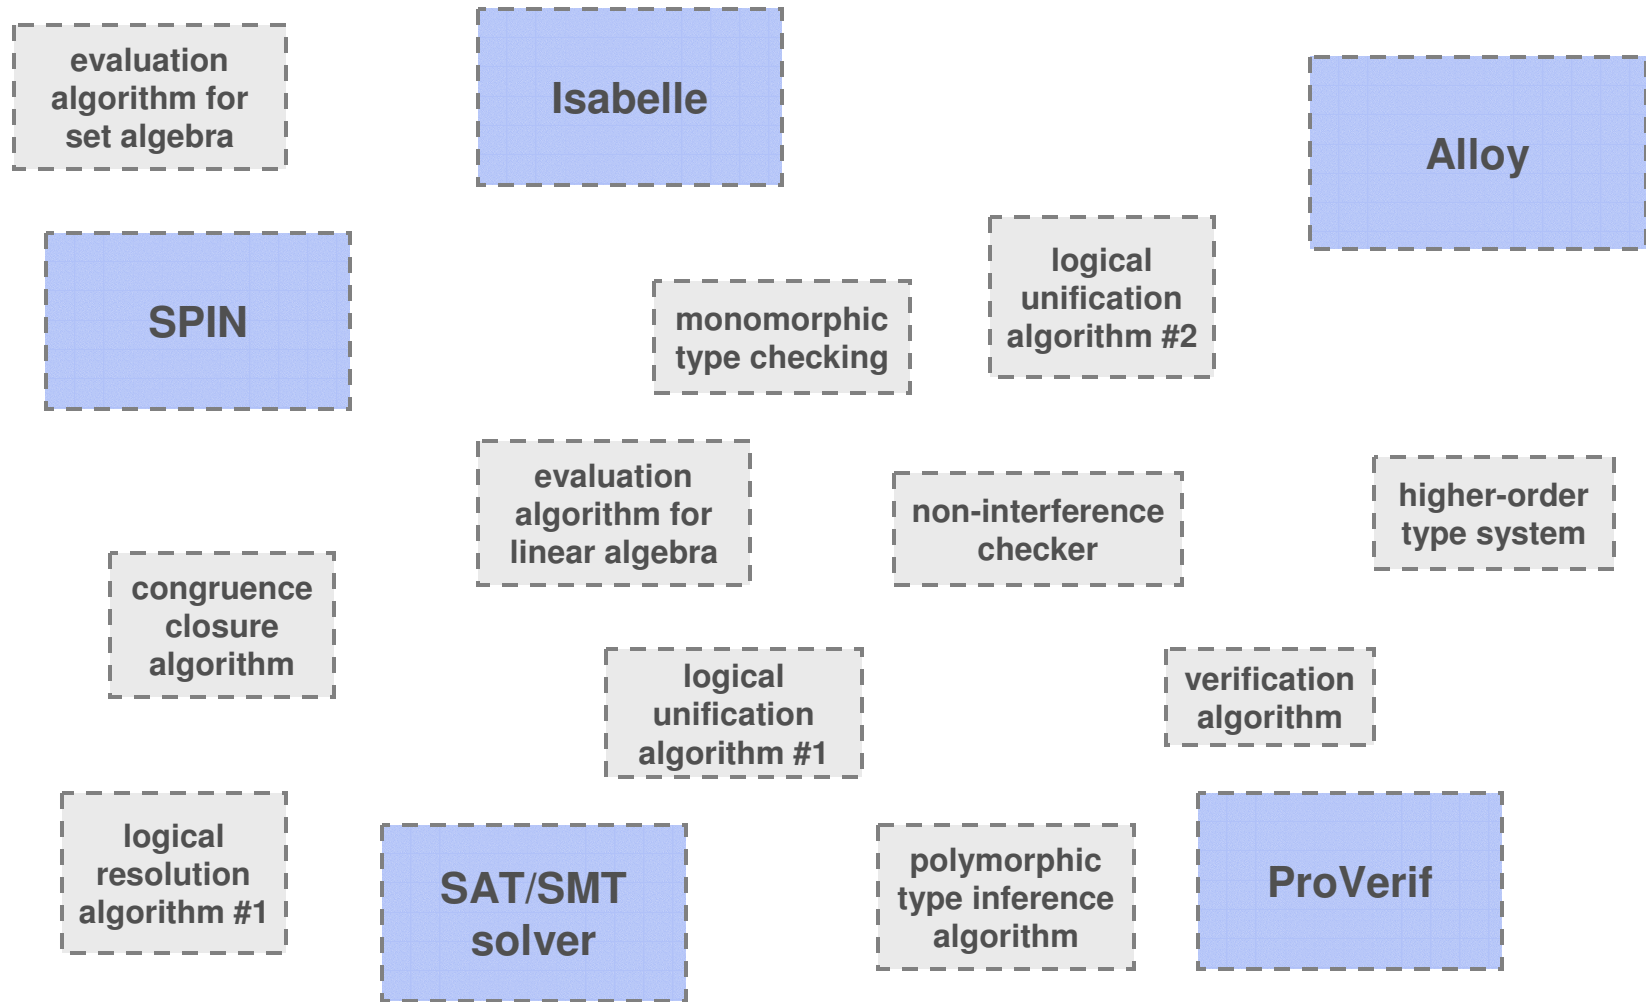 evaluation
algorithm for
set algebra
Isabelle
Alloy
SPIN
monomorphic
type checking
logical
unification
algorithm #2
evaluation
algorithm for
linear algebra
non-interference
checker
higher-order
type system
congruence
closure
algorithm
logical
unification
algorithm #1
verification
algorithm
logical
resolution
algorithm #1
SAT/SMT
solver
polymorphic
type inference
algorithm
ProVerif